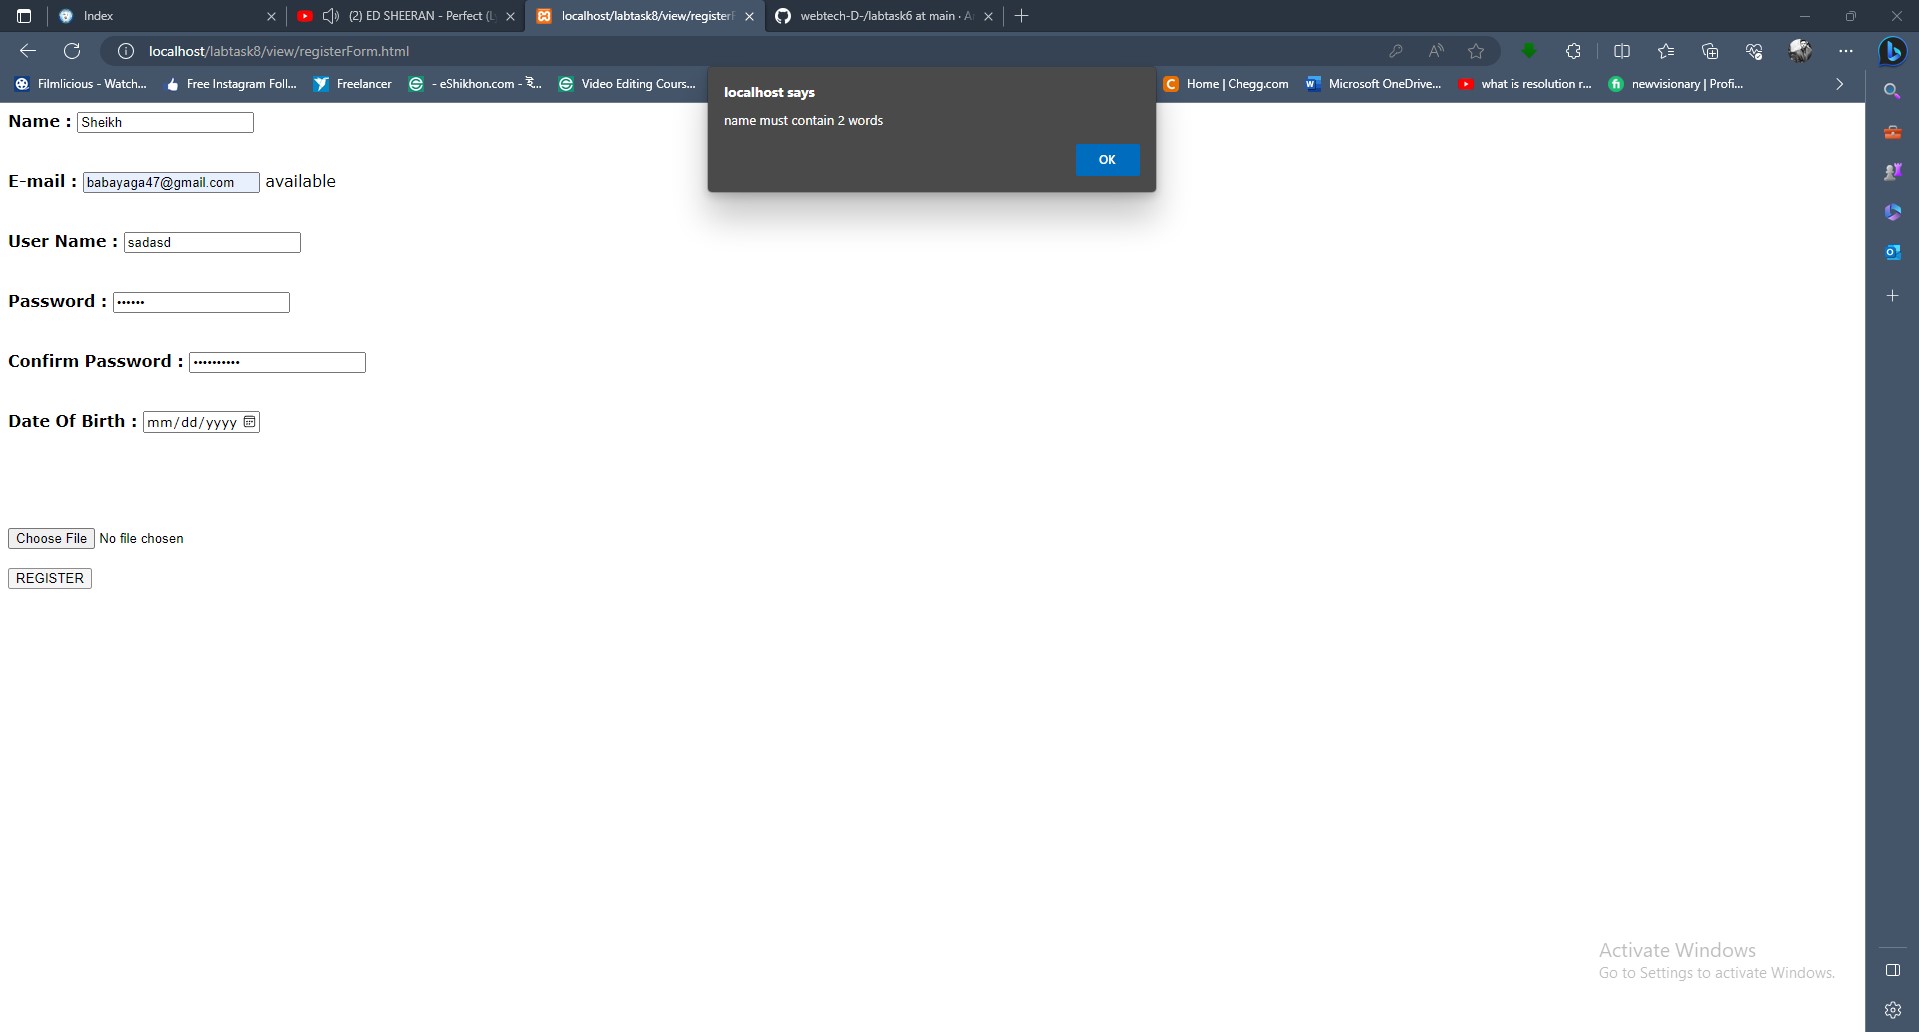 Index
(2) ED SHEERAN - Perfect (L
localhost/labtask8/view/registerF
webtech-D-/labtask6 at main · A
localhost/labtask8/view/registerForm.html
Filmlicious - Watch...
Free Instagram Foll...
Freelancer
- eShikhon.com - ই...
Video Editing Cours...
Home | Chegg.com
Microsoft OneDrive...
what is resolution r...
newvisionary | Profi...
localhost says
name must contain 2 words
OK
Name : Sheikh
E-mail : babayaga47@gmail.com available
User Name : sadasd
Password : ••••••
Confirm Password : ••••••••••
Date Of Birth : mm/dd/yyyy
Choose File No file chosen
REGISTER
Activate Windows
Go to Settings to activate Windows.